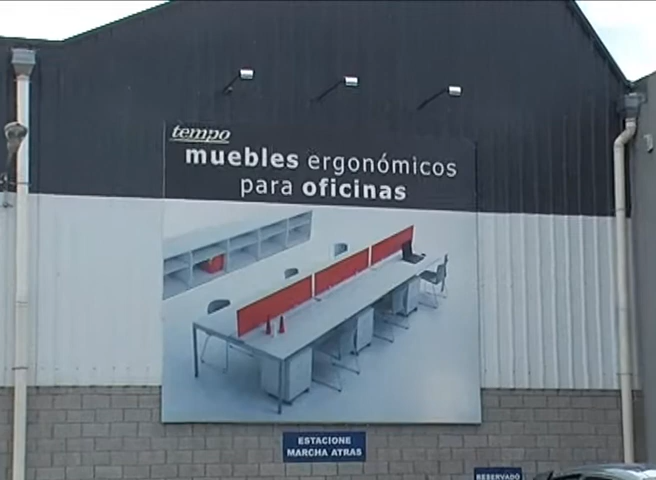 tempo
muebles ergonómicos
para oficinas
ESTACIONE
MARCHA ATRAS
RESERVADO